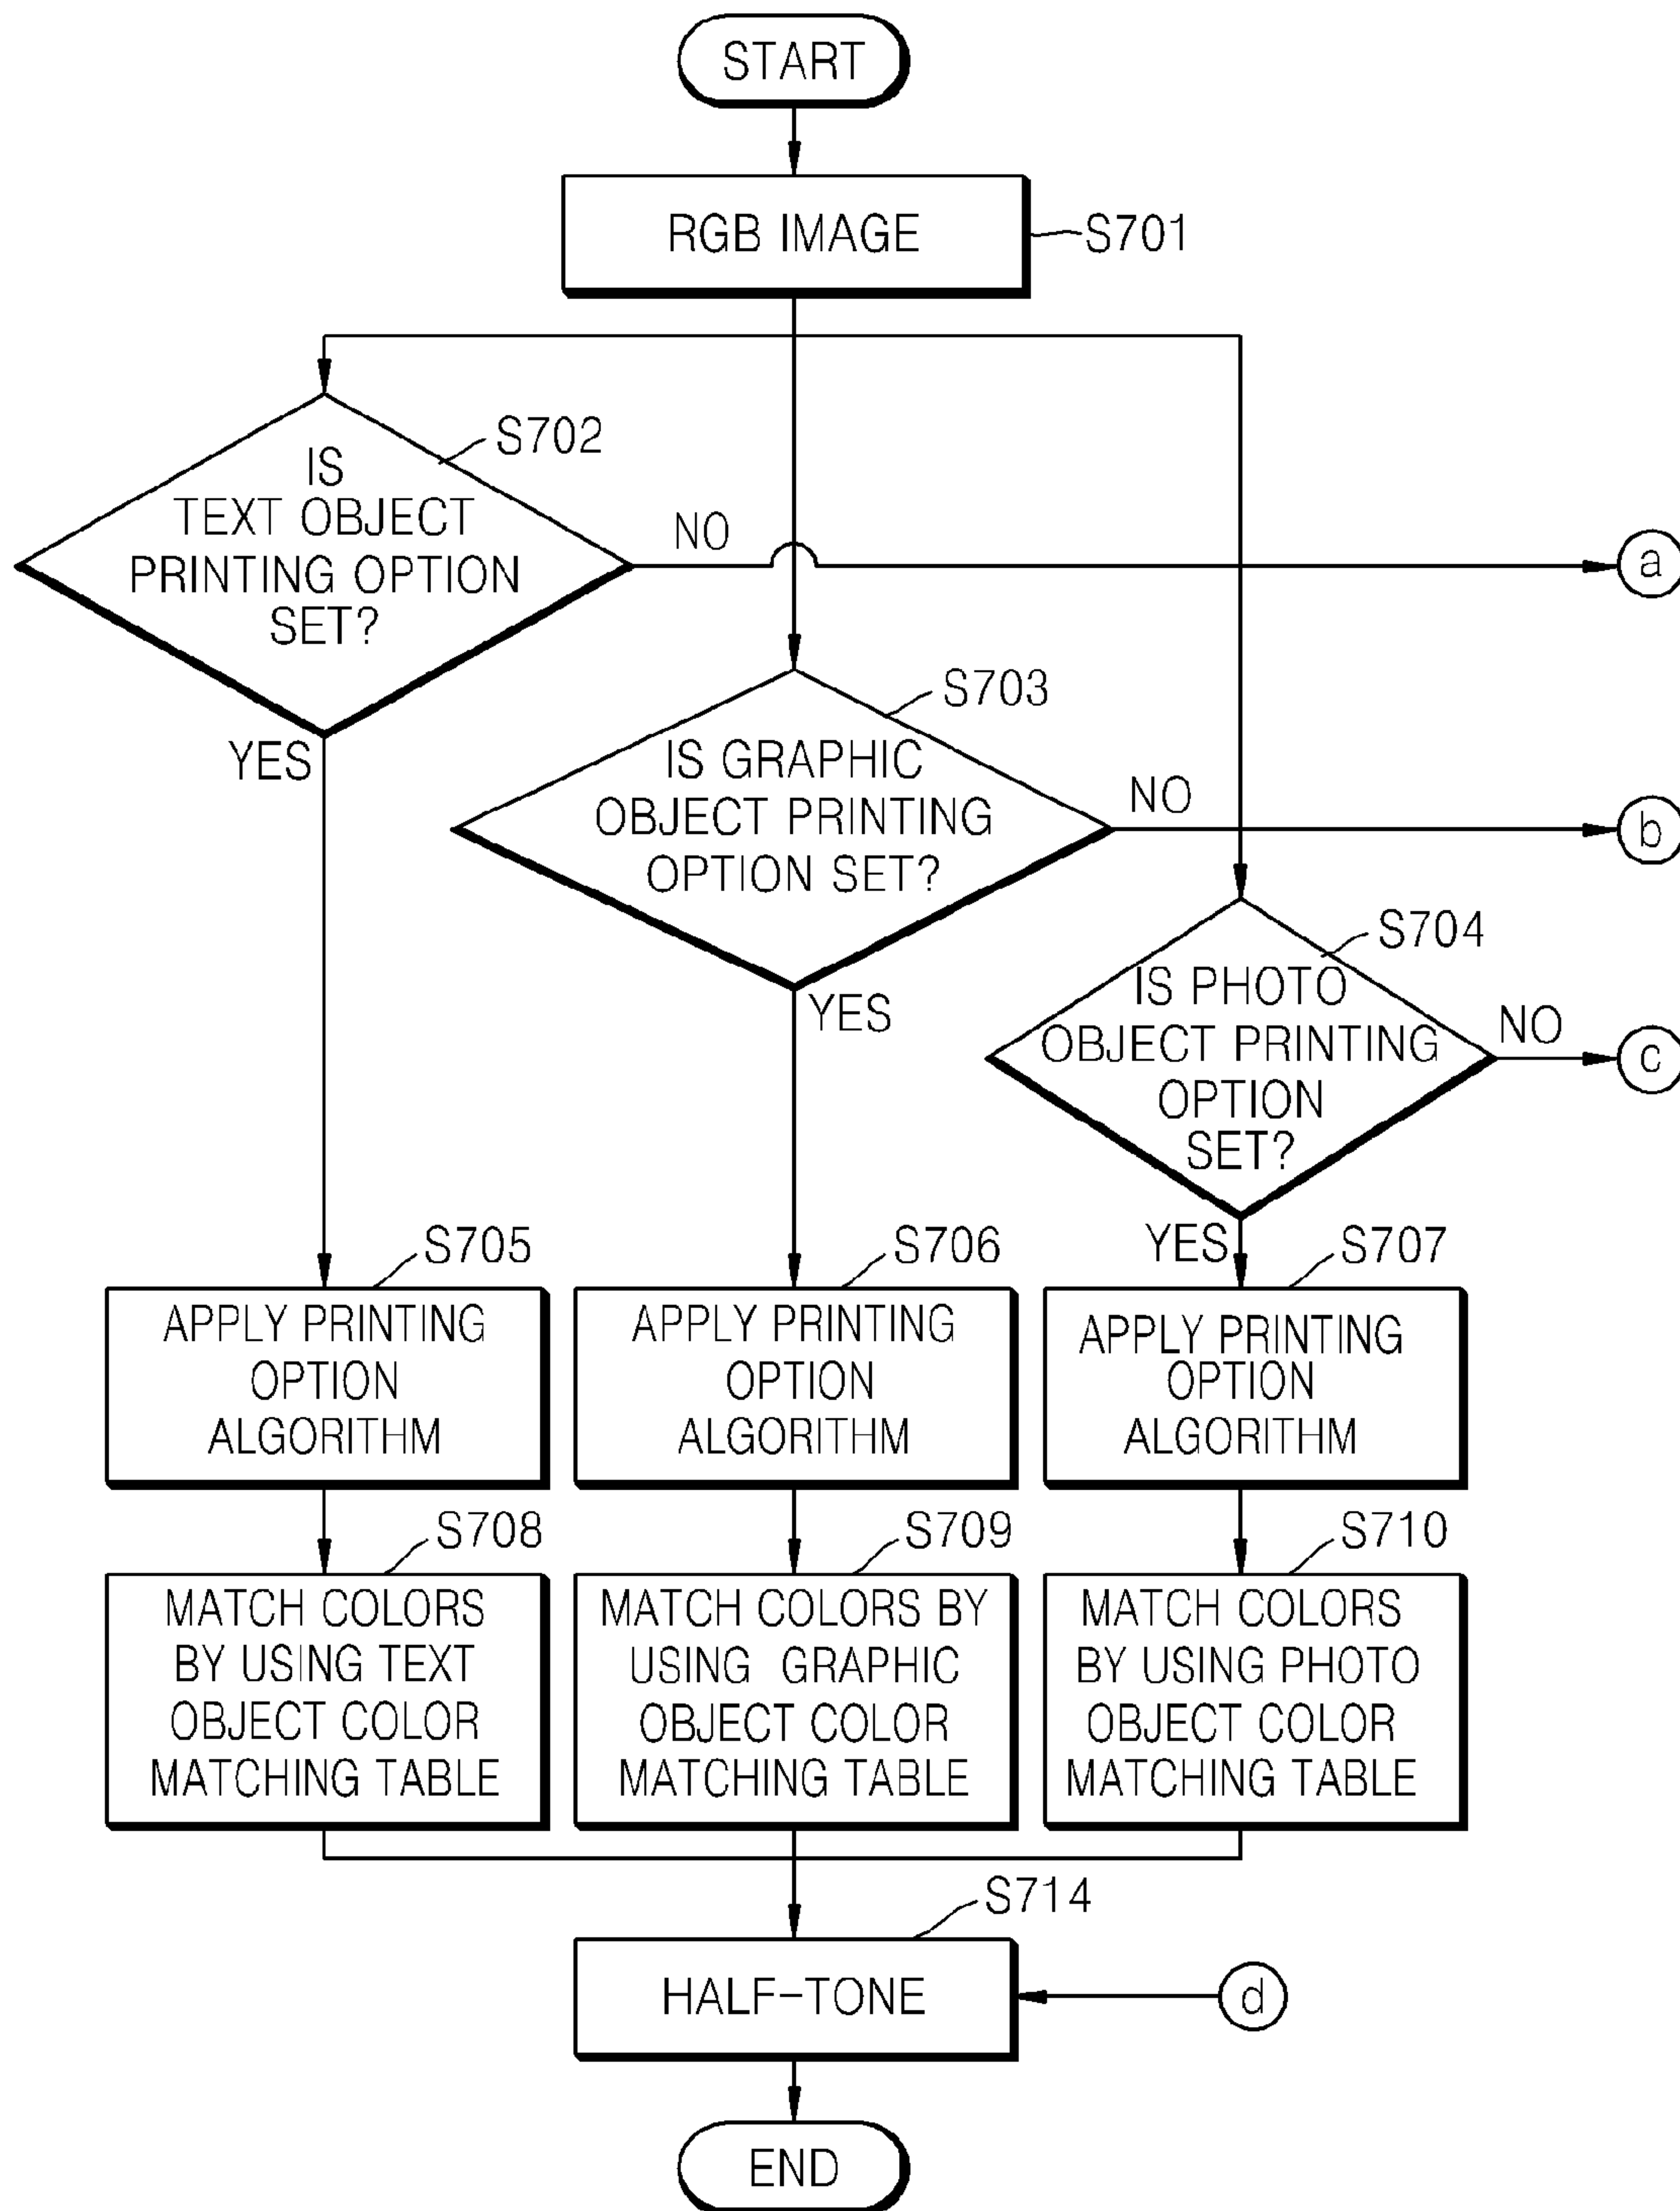 START
RGB IMAGE
S701
S702
IS
TEXT OBJECT
PRINTING OPTION
SET?
NO
a
YES
S703
IS GRAPHIC
OBJECT PRINTING
OPTION SET?
NO
b
YES
S704
IS PHOTO
OBJECT PRINTING
OPTION
SET?
NO
c
YES
S705
APPLY PRINTING
OPTION
ALGORITHM
S706
APPLY PRINTING
OPTION
ALGORITHM
S707
APPLY PRINTING
OPTION
ALGORITHM
S708
MATCH COLORS
BY USING TEXT
OBJECT COLOR
MATCHING TABLE
S709
MATCH COLORS BY
USING GRAPHIC
OBJECT COLOR
MATCHING TABLE
S710
MATCH COLORS
BY USING PHOTO
OBJECT COLOR
MATCHING TABLE
S714
HALF-TONE
d
END